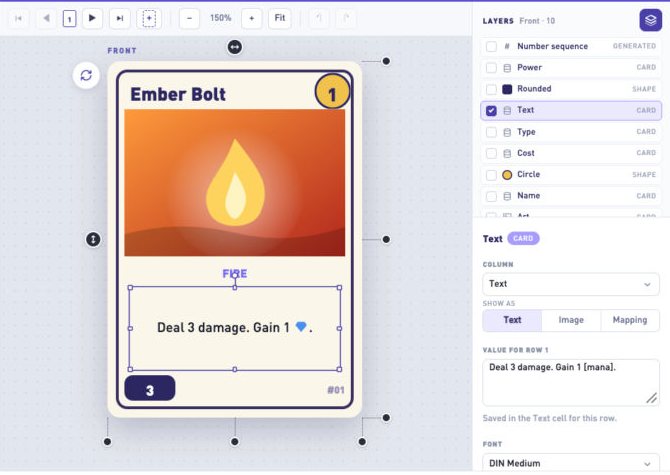 1
150%
Fit
LAYERS Front · 10
# Number sequence GENERATED
Power CARD
Rounded SHAPE
Text CARD
Type CARD
Cost CARD
Circle SHAPE
Name CARD
Art
FRONT
Ember Bolt
1
FIRE
Deal 3 damage. Gain 1 .
3
#01
Text CARD
COLUMN
Text
SHOW AS
Text Image Mapping
VALUE FOR ROW 1
Deal 3 damage. Gain 1 [mana].
Saved in the Text cell for this row.
FONT
DIN Medium